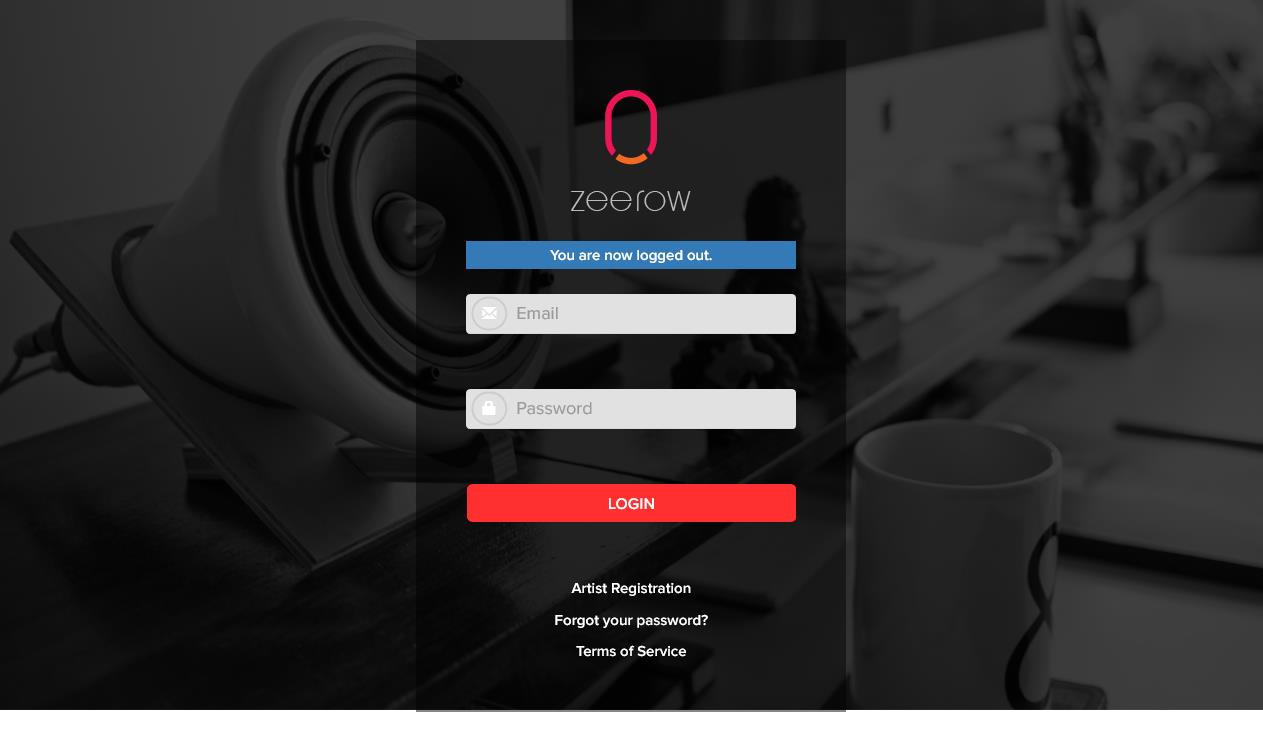 zeerow
You are now logged out.
Email
Password
LOGIN
Artist Registration
Forgot your password?
Terms of Service